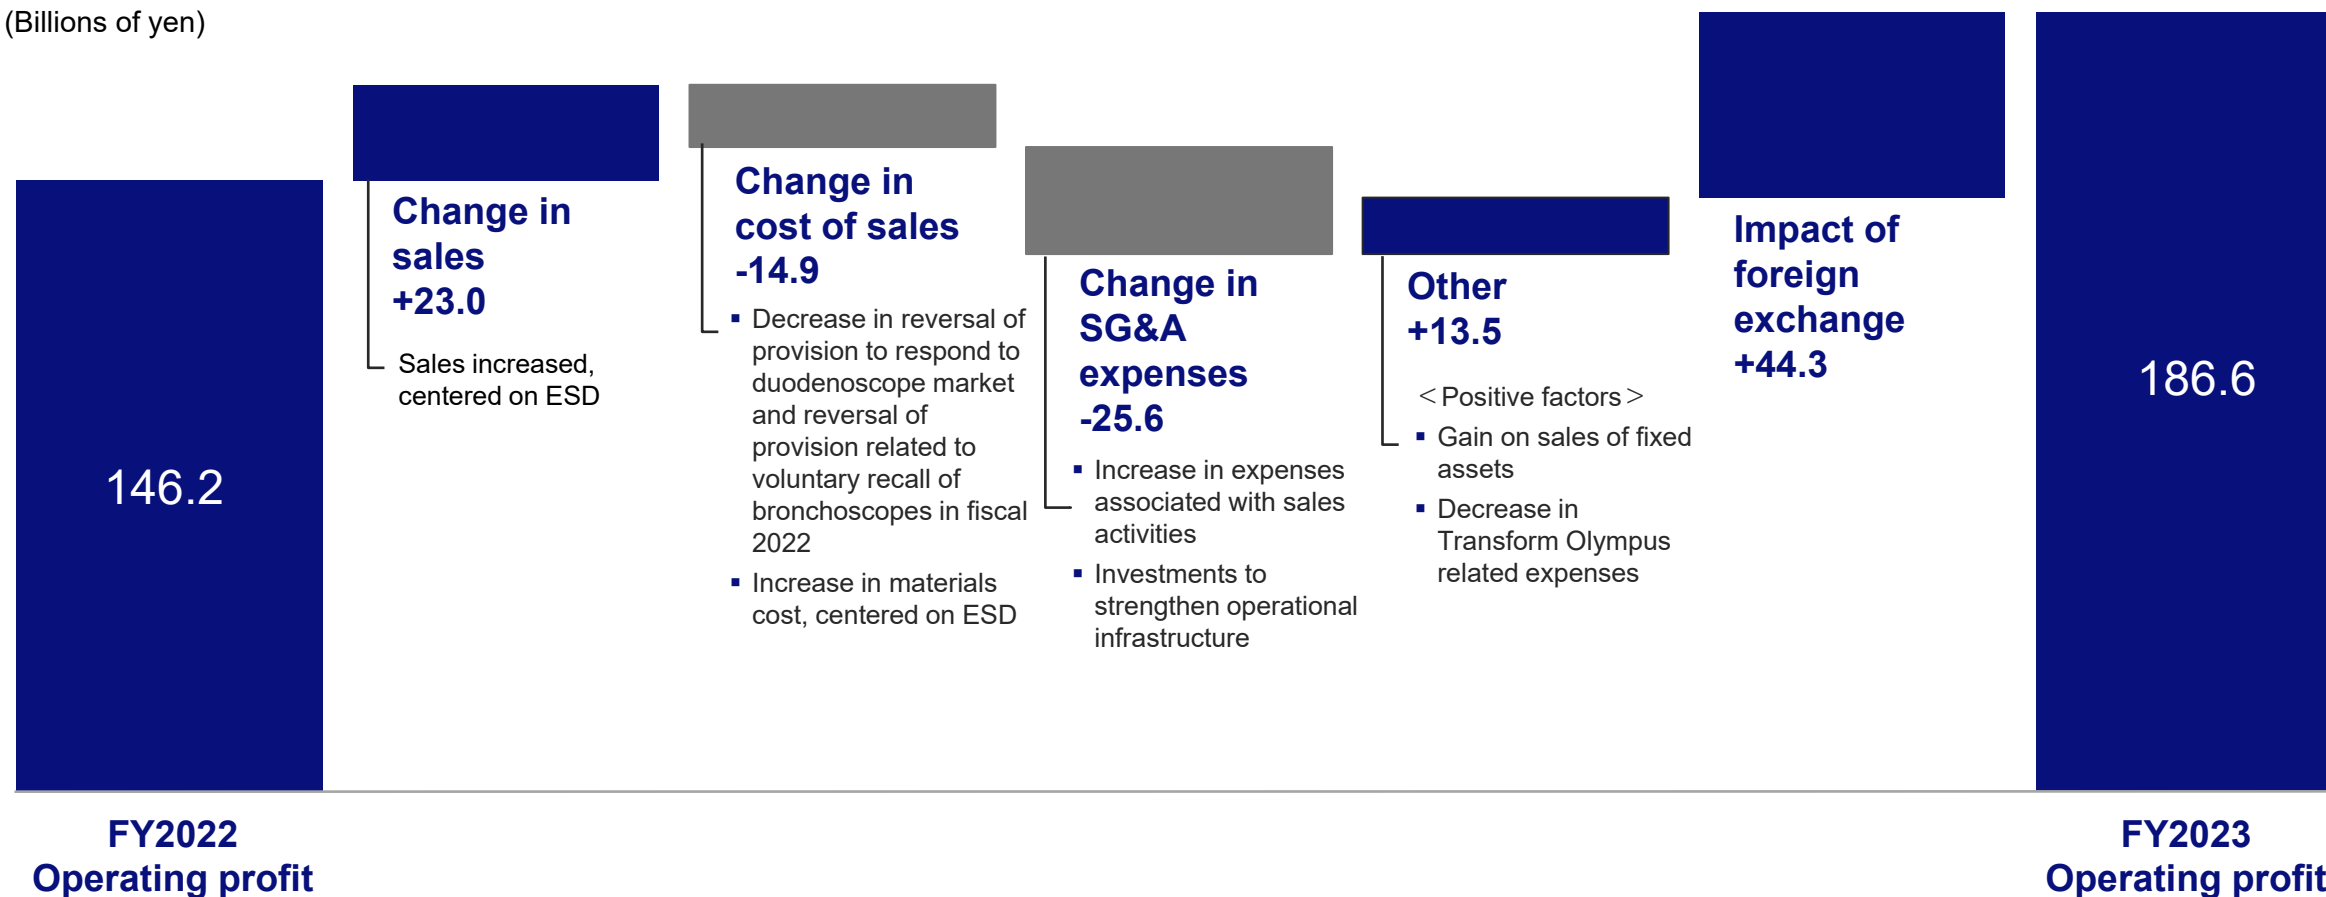 (Billions of yen)
146.2
FY2022
Operating profit
Change in
sales
+23.0
Sales increased,
centered on ESD
Change in
cost of sales
-14.9
▪ Decrease in reversal of
provision to respond to
duodenoscope market
and reversal of
provision related to
voluntary recall of
bronchoscopes in fiscal
2022
▪ Increase in materials
cost, centered on ESD
Change in
SG&A
expenses
-25.6
▪ Increase in expenses
associated with sales
activities
▪ Investments to
strengthen operational
infrastructure
Other
+13.5
＜Positive factors＞
▪ Gain on sales of fixed
assets
▪ Decrease in
Transform Olympus
related expenses
Impact of
foreign
exchange
+44.3
186.6
FY2023
Operating profit